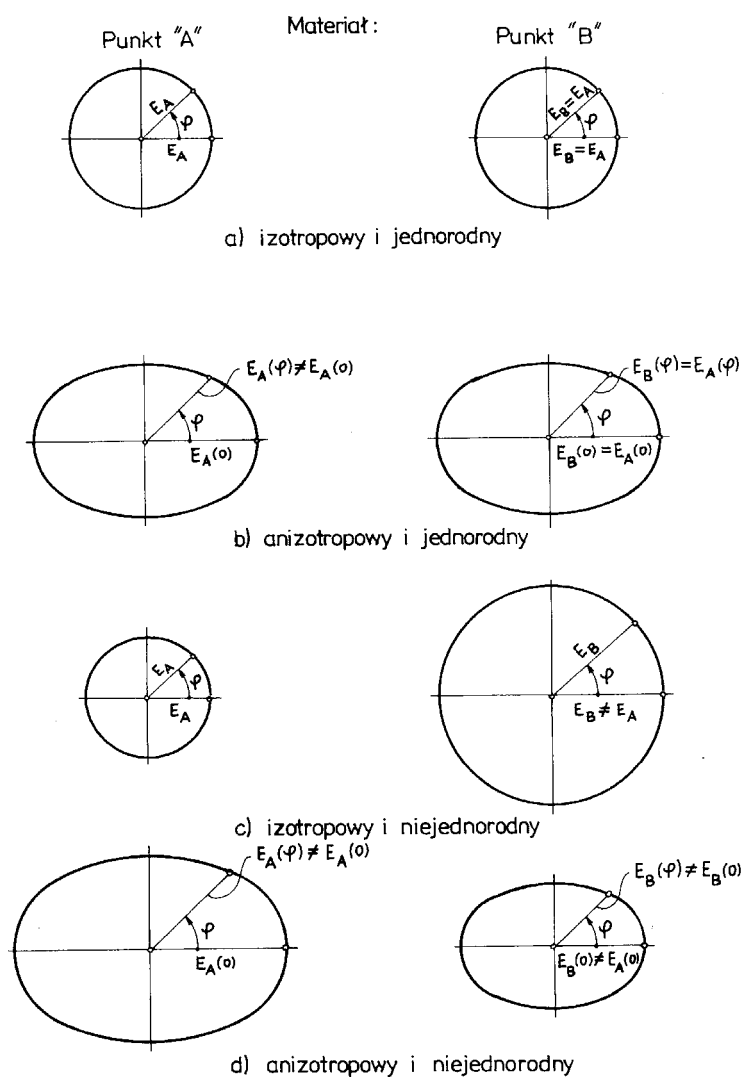 Materiał:
Punkt "A"
Punkt "B"
E_A
φ
E_A
E_B=E_A
φ
E_B=E_A
a) izotropowy i jednorodny
E_A(φ)≠E_A(0)
φ
E_A(0)
E_B(φ)=E_A(φ)
φ
E_B(0)=E_A(0)
b) anizotropowy i jednorodny
E_A
φ
E_A
E_B
φ
E_B≠E_A
c) izotropowy i niejednorodny
E_A(φ)≠E_A(0)
φ
E_A(0)
E_B(φ)≠E_B(0)
φ
E_B(0)≠E_A(0)
d) anizotropowy i niejednorodny